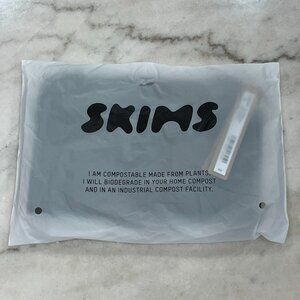 SKIMS
I AM COMPOSTABLE MADE FROM PLANTS.
I WILL BIODEGRADE IN YOUR HOME COMPOST
AND IN AN INDUSTRIAL COMPOST FACILITY.